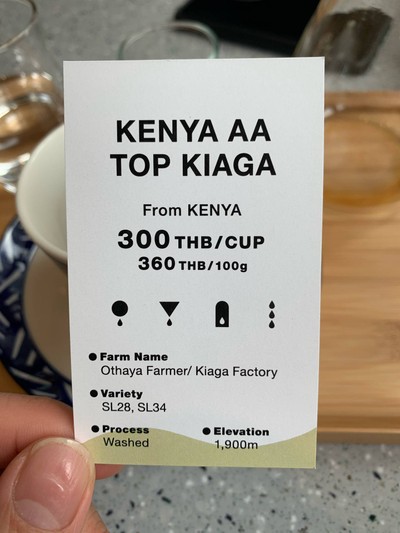 KENYA AA
TOP KIAGA
From KENYA
300 THB/CUP
360 THB/100g
Farm Name
Othaya Farmer/ Kiaga Factory
Variety
SL28, SL34
Process
Washed
Elevation
1,900m